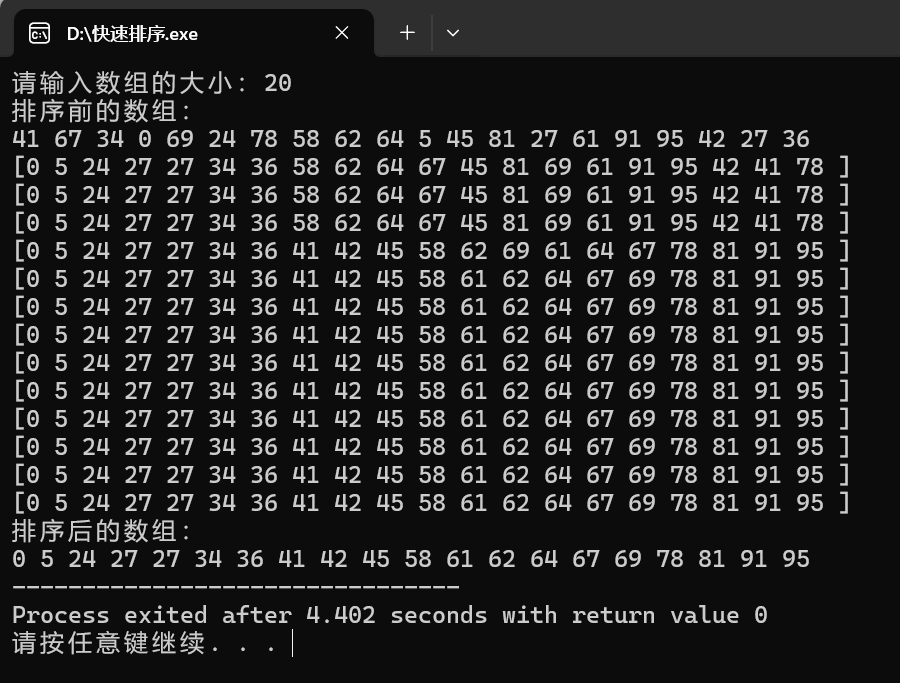 D:\快速排序.exe
请输入数组的大小：20
排序前的数组：
41 67 34 0 69 24 78 58 62 64 5 45 81 27 61 91 95 42 27 36
[0 5 24 27 27 34 36 58 62 64 67 45 81 69 61 91 95 42 41 78 ]
[0 5 24 27 27 34 36 58 62 64 67 45 81 69 61 91 95 42 41 78 ]
[0 5 24 27 27 34 36 58 62 64 67 45 81 69 61 91 95 42 41 78 ]
[0 5 24 27 27 34 36 41 42 45 58 62 69 61 64 67 78 81 91 95 ]
[0 5 24 27 27 34 36 41 42 45 58 61 62 64 67 69 78 81 91 95 ]
[0 5 24 27 27 34 36 41 42 45 58 61 62 64 67 69 78 81 91 95 ]
[0 5 24 27 27 34 36 41 42 45 58 61 62 64 67 69 78 81 91 95 ]
[0 5 24 27 27 34 36 41 42 45 58 61 62 64 67 69 78 81 91 95 ]
[0 5 24 27 27 34 36 41 42 45 58 61 62 64 67 69 78 81 91 95 ]
[0 5 24 27 27 34 36 41 42 45 58 61 62 64 67 69 78 81 91 95 ]
[0 5 24 27 27 34 36 41 42 45 58 61 62 64 67 69 78 81 91 95 ]
[0 5 24 27 27 34 36 41 42 45 58 61 62 64 67 69 78 81 91 95 ]
[0 5 24 27 27 34 36 41 42 45 58 61 62 64 67 69 78 81 91 95 ]
排序后的数组：
0 5 24 27 27 34 36 41 42 45 58 61 62 64 67 69 78 81 91 95
--------------------------------
Process exited after 4.402 seconds with return value 0
请按任意键继续. . .